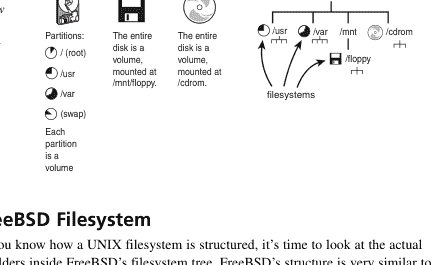 w
Partitions:
/ (root)
/usr
/var
(swap)
Each
partition
is a
volume
The entire
disk is a
volume,
mounted at
/mnt/floppy.
The entire
disk is a
volume,
mounted at
/cdrom.
/usr
/var
/mnt
/cdrom
/floppy
filesystems
eeBSD Filesystem
ou know how a UNIX filesystem is structured, it's time to look at the actual
lders inside FreeBSD's filesystem tree. FreeBSD's structure is very similar to